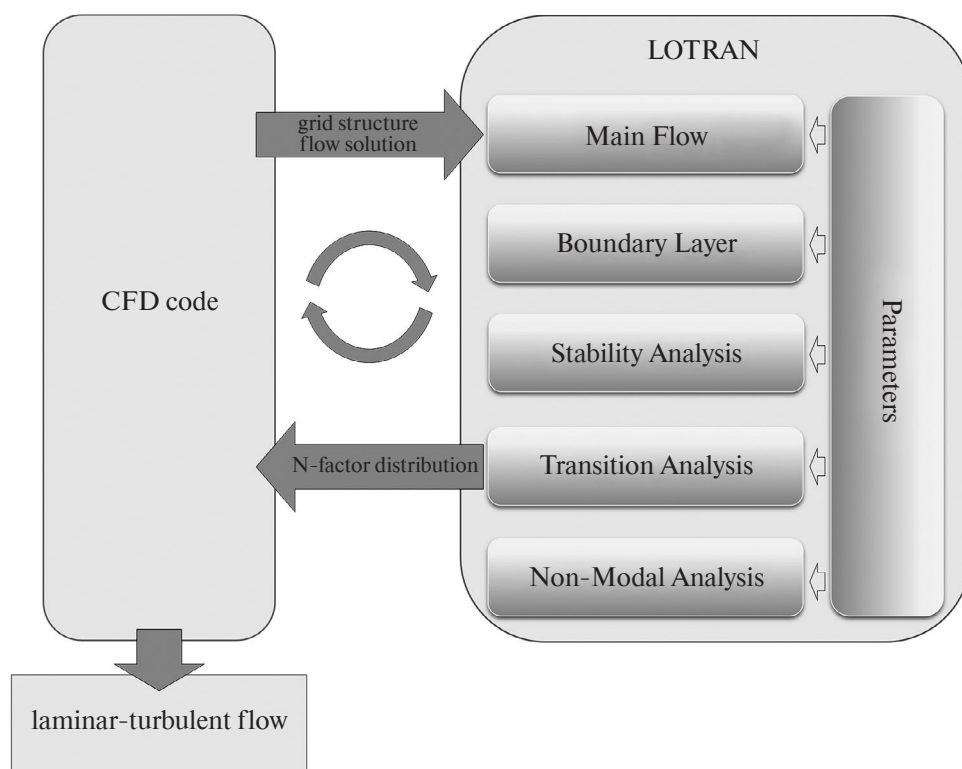 LOTRAN
grid structure
flow solution
Main Flow
Boundary Layer
CFD code
Stability Analysis
Parameters
N-factor distribution
Transition Analysis
Non-Modal Analysis
laminar-turbulent flow